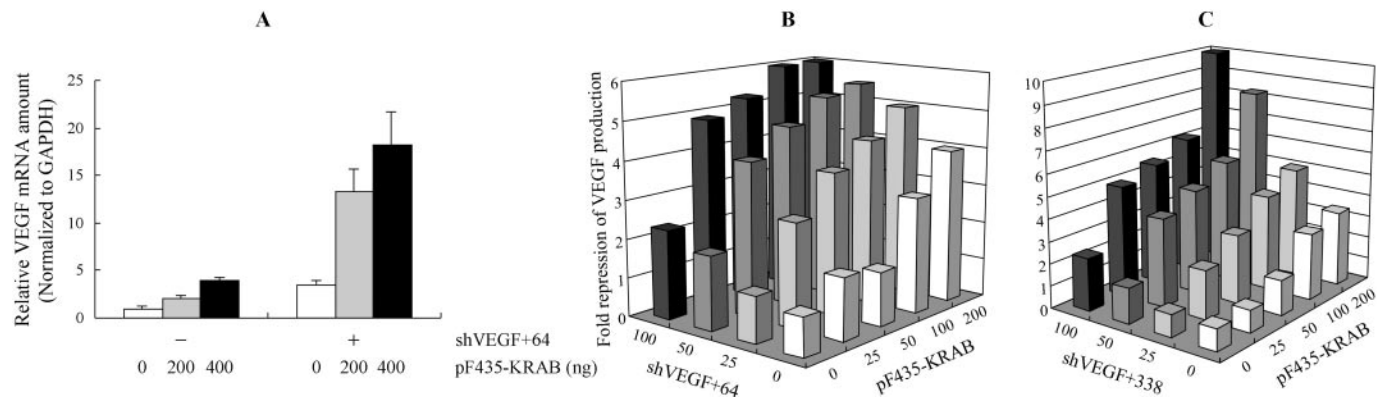 A
Relative VEGF mRNA amount
(Normalized to GAPDH)
25
20
15
10
5
0
− + shVEGF+64
0 200 400 0 200 400 pF435-KRAB (ng)
B
Fold repression of VEGF production
6
5
4
3
2
1
0
100 50 25 0
shVEGF+64
0 25 50 100 200
pF435-KRAB
C
10
9
8
7
6
5
4
3
2
1
0
100 50 25 0
shVEGF+338
0 25 50 100 200
pF435-KRAB